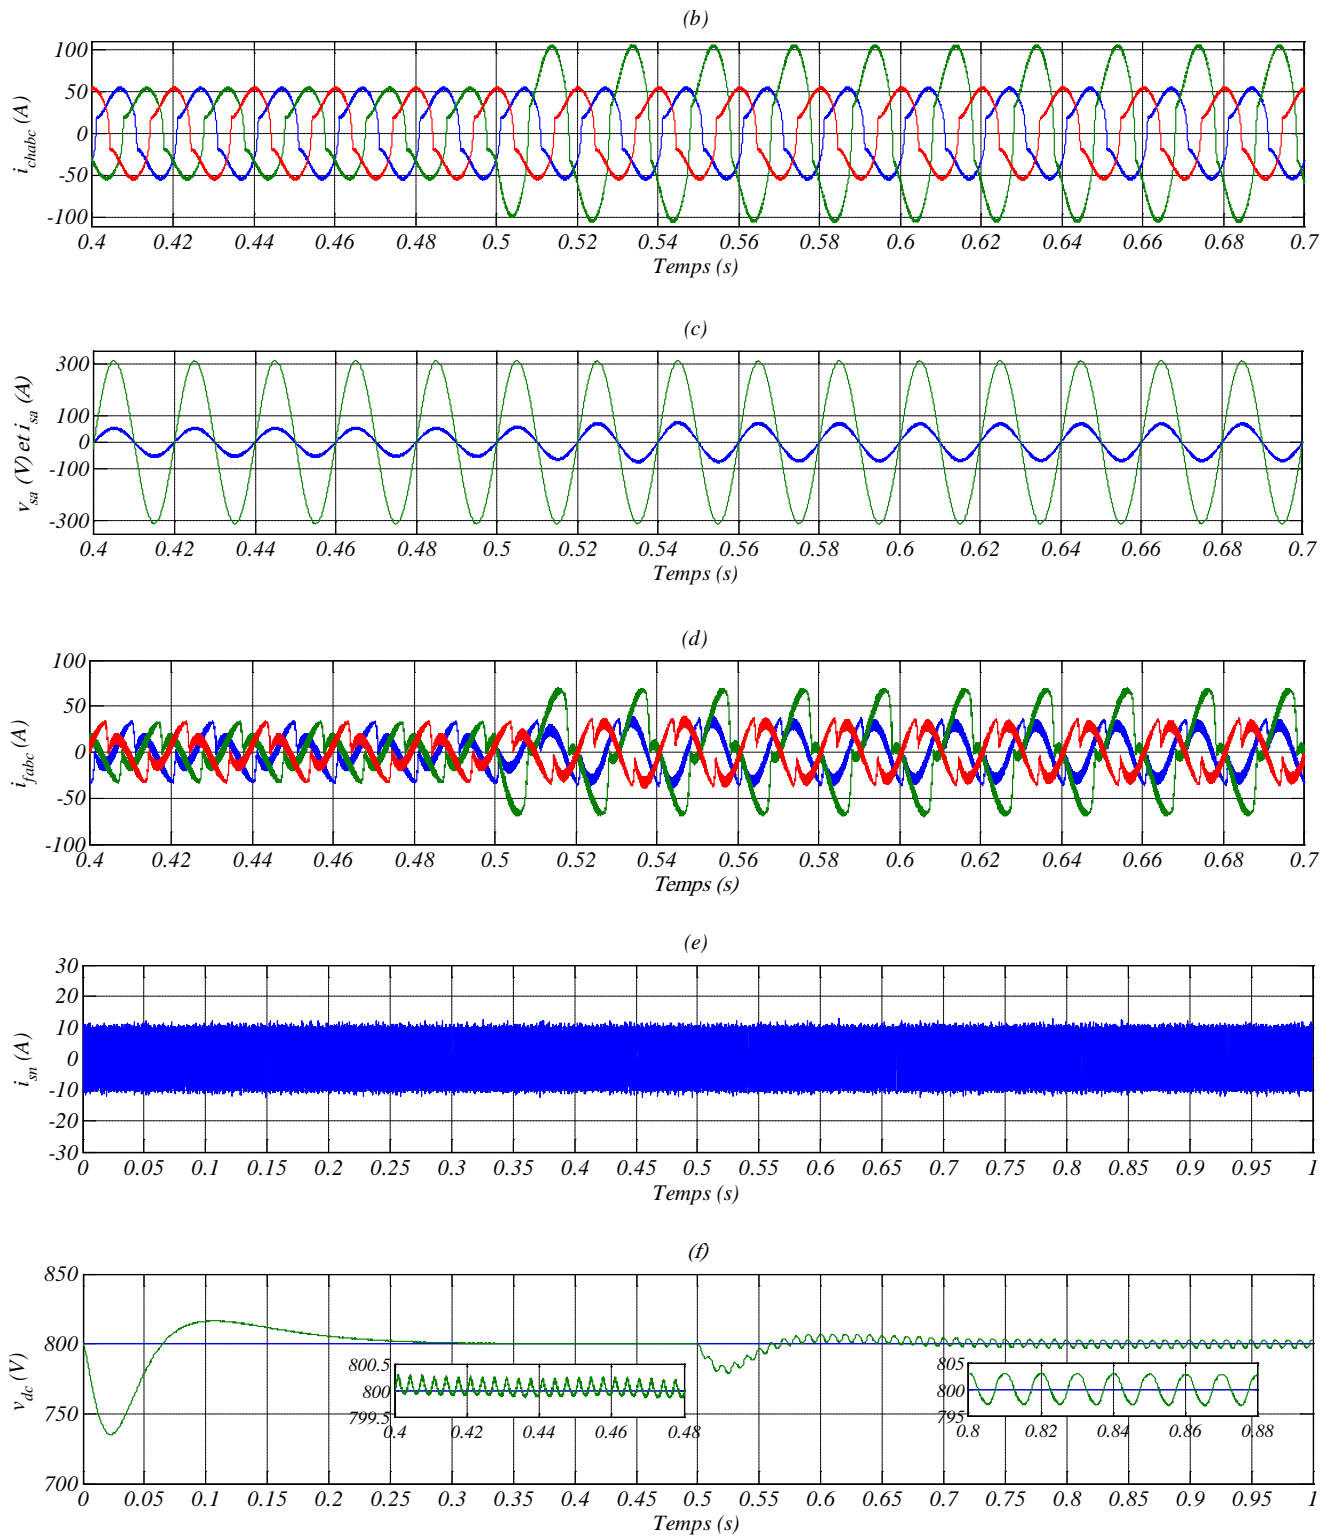 (b)
i_chabc (A)
100
50
0
-50
-100
0.4 0.42 0.44 0.46 0.48 0.5 0.52 0.54 0.56 0.58 0.6 0.62 0.64 0.66 0.68 0.7
Temps (s)
(c)
v_sa (V) et i_sa (A)
300
100
0
-100
-300
0.4 0.42 0.44 0.46 0.48 0.5 0.52 0.54 0.56 0.58 0.6 0.62 0.64 0.66 0.68 0.7
Temps (s)
(d)
i_fabc (A)
100
50
0
-50
-100
0.4 0.42 0.44 0.46 0.48 0.5 0.52 0.54 0.56 0.58 0.6 0.62 0.64 0.66 0.68 0.7
Temps (s)
(e)
i_sn (A)
30
20
10
0
-10
-20
-30
0 0.05 0.1 0.15 0.2 0.25 0.3 0.35 0.4 0.45 0.5 0.55 0.6 0.65 0.7 0.75 0.8 0.85 0.9 0.95 1
Temps (s)
(f)
v_dc (V)
850
800
750
700
800.5
800
799.5
0.4 0.42 0.44 0.46 0.48
805
800
795
0.8 0.82 0.84 0.86 0.88
0 0.05 0.1 0.15 0.2 0.25 0.3 0.35 0.4 0.45 0.5 0.55 0.6 0.65 0.7 0.75 0.8 0.85 0.9 0.95 1
Temps (s)